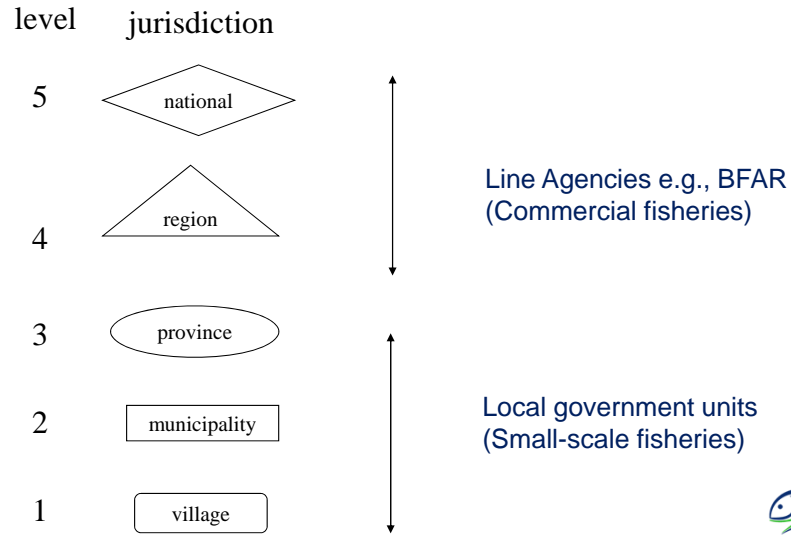 level jurisdiction
5 national
Line Agencies e.g., BFAR
(Commercial fisheries)
4 region
3 province
2 municipality
Local government units
(Small-scale fisheries)
1 village